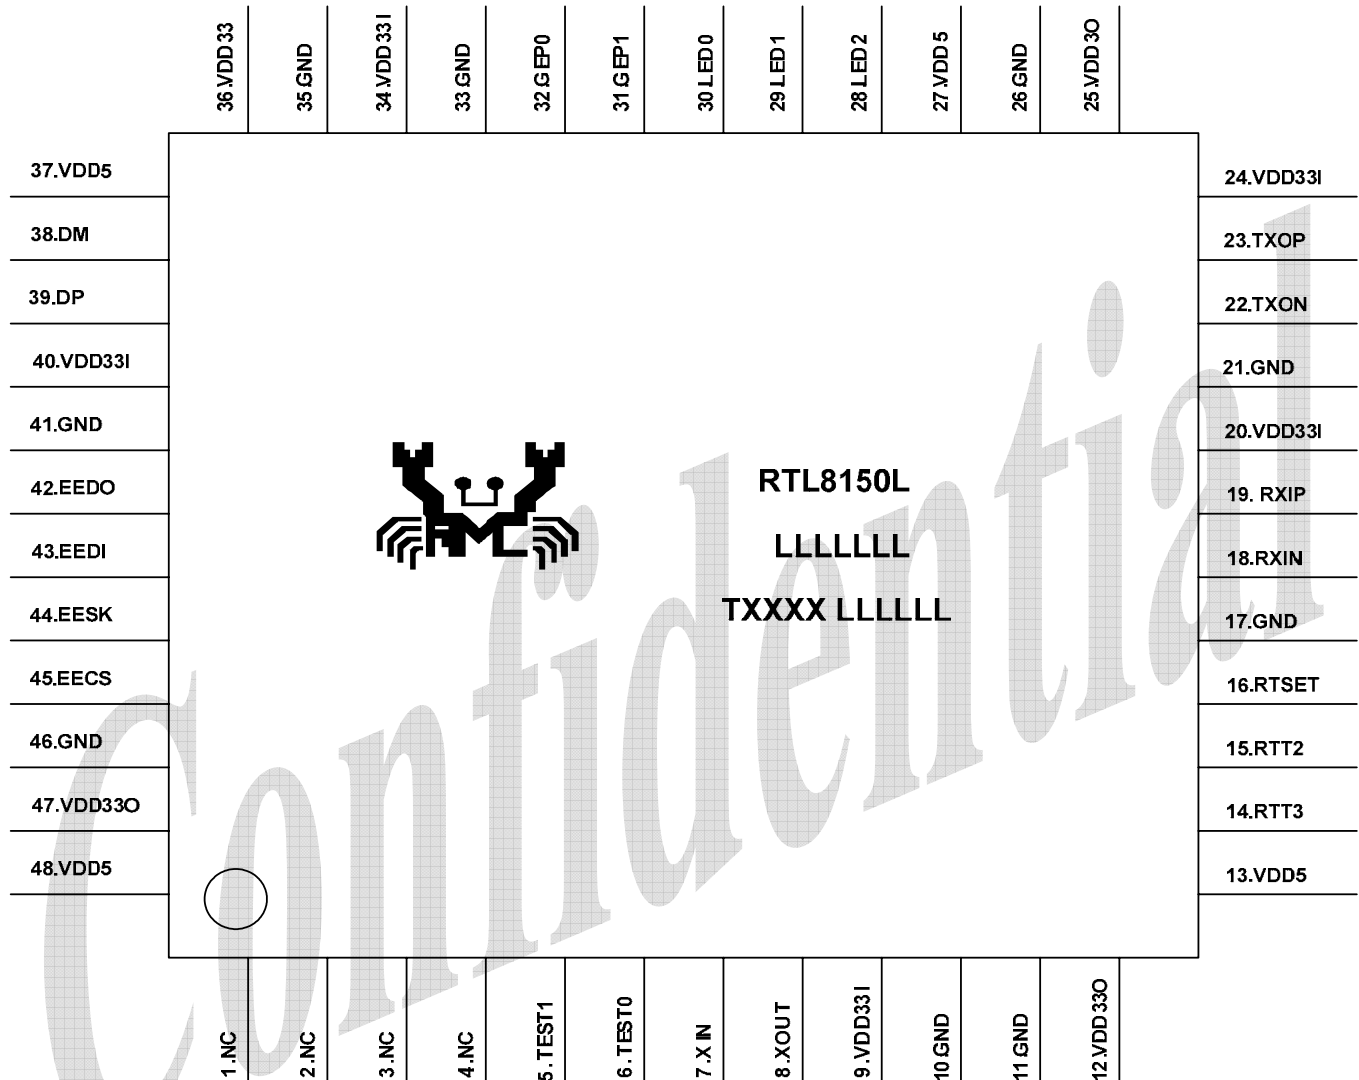 36.VDD33
35.GND
34.VDD33I
33.GND
32.GEP0
31.GEP1
30.LED0
29.LED1
28.LED2
27.VDD5
26.GND
25.VDD3O
37.VDD5
38.DM
39.DP
40.VDD33I
41.GND
42.EEDO
43.EEDI
44.EESK
45.EECS
46.GND
47.VDD33O
48.VDD5
RTL8150L
LLLLLLL
TXXXX LLLLLL
24.VDD33I
23.TXOP
22.TXON
21.GND
20.VDD33I
19. RXIP
18.RXIN
17.GND
16.RTSET
15.RTT2
14.RTT3
13.VDD5
1.NC
2.NC
3.NC
4.NC
5.TEST1
6.TEST0
7.XIN
8.XOUT
9.VDD33I
10.GND
11.GND
12.VDD33O
Confidential